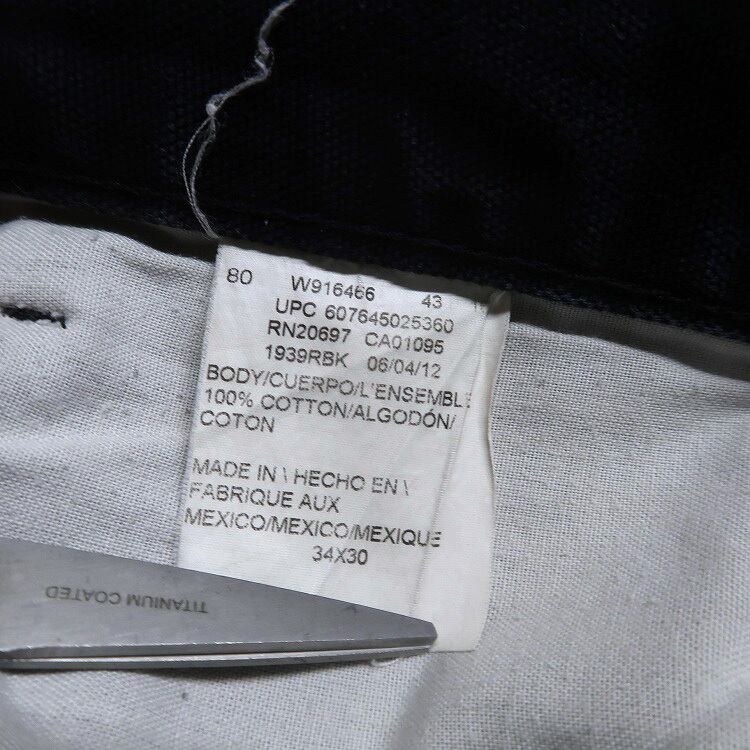 80 W916466 43
UPC 607645025360
RN20697 CA01095
1939RBK 06/04/12
BODY/CUERPO/L'ENSEMBLE
100% COTTON/ALGODÓN/
COTON
MADE IN \ HECHO EN \
FABRIQUE AUX
MEXICO/MEXICO/MEXIQUE
34X30
TITANIUM COATED